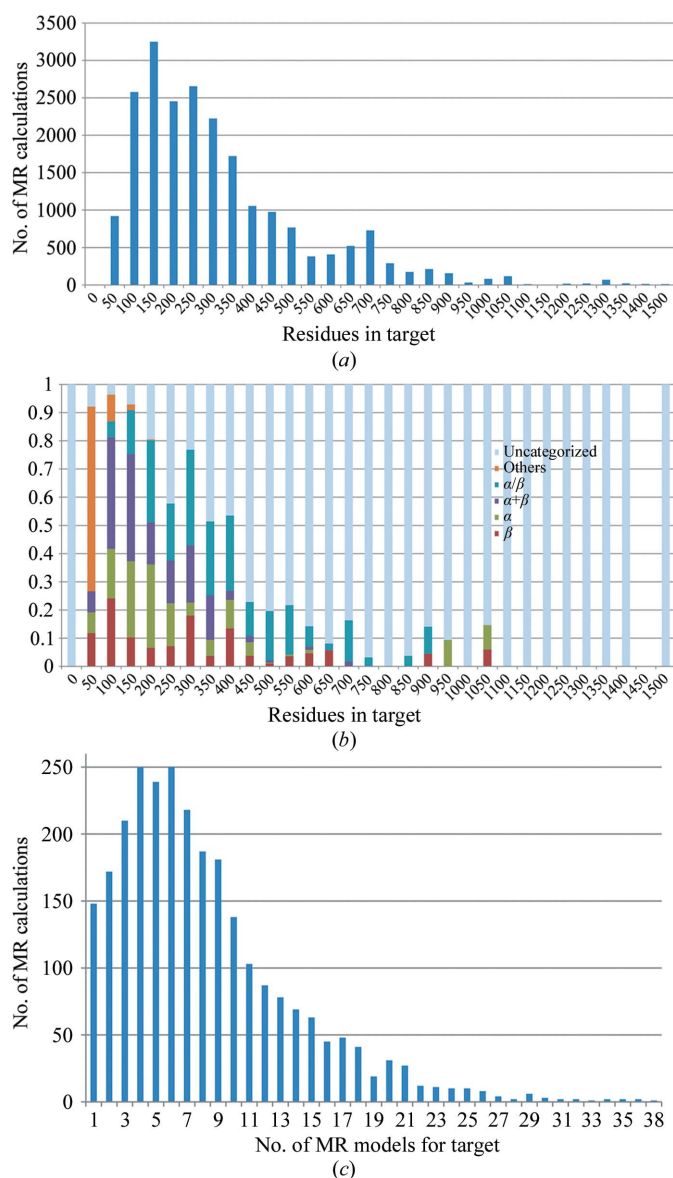 3500
3000
2500
2000
1500
1000
500
0
No. of MR calculations
0 50 100 150 200 250 300 350 400 450 500 550 600 650 700 750 800 850 900 950 1000 1050 1100 1150 1200 1250 1300 1350 1400 1500
Residues in target
(a)
1
0.9
0.8
0.7
0.6
0.5
0.4
0.3
0.2
0.1
0
Uncategorized
Others
α/β
α+β
α
β
0 50 100 150 200 250 300 350 400 450 500 550 600 650 700 750 800 850 900 950 1000 1050 1100 1150 1200 1250 1300 1350 1400 1450 1500
Residues in target
(b)
250
200
150
100
50
0
No. of MR calculations
1 3 5 7 9 11 13 15 17 19 21 23 25 27 29 31 33 35 38
No. of MR models for target
(c)